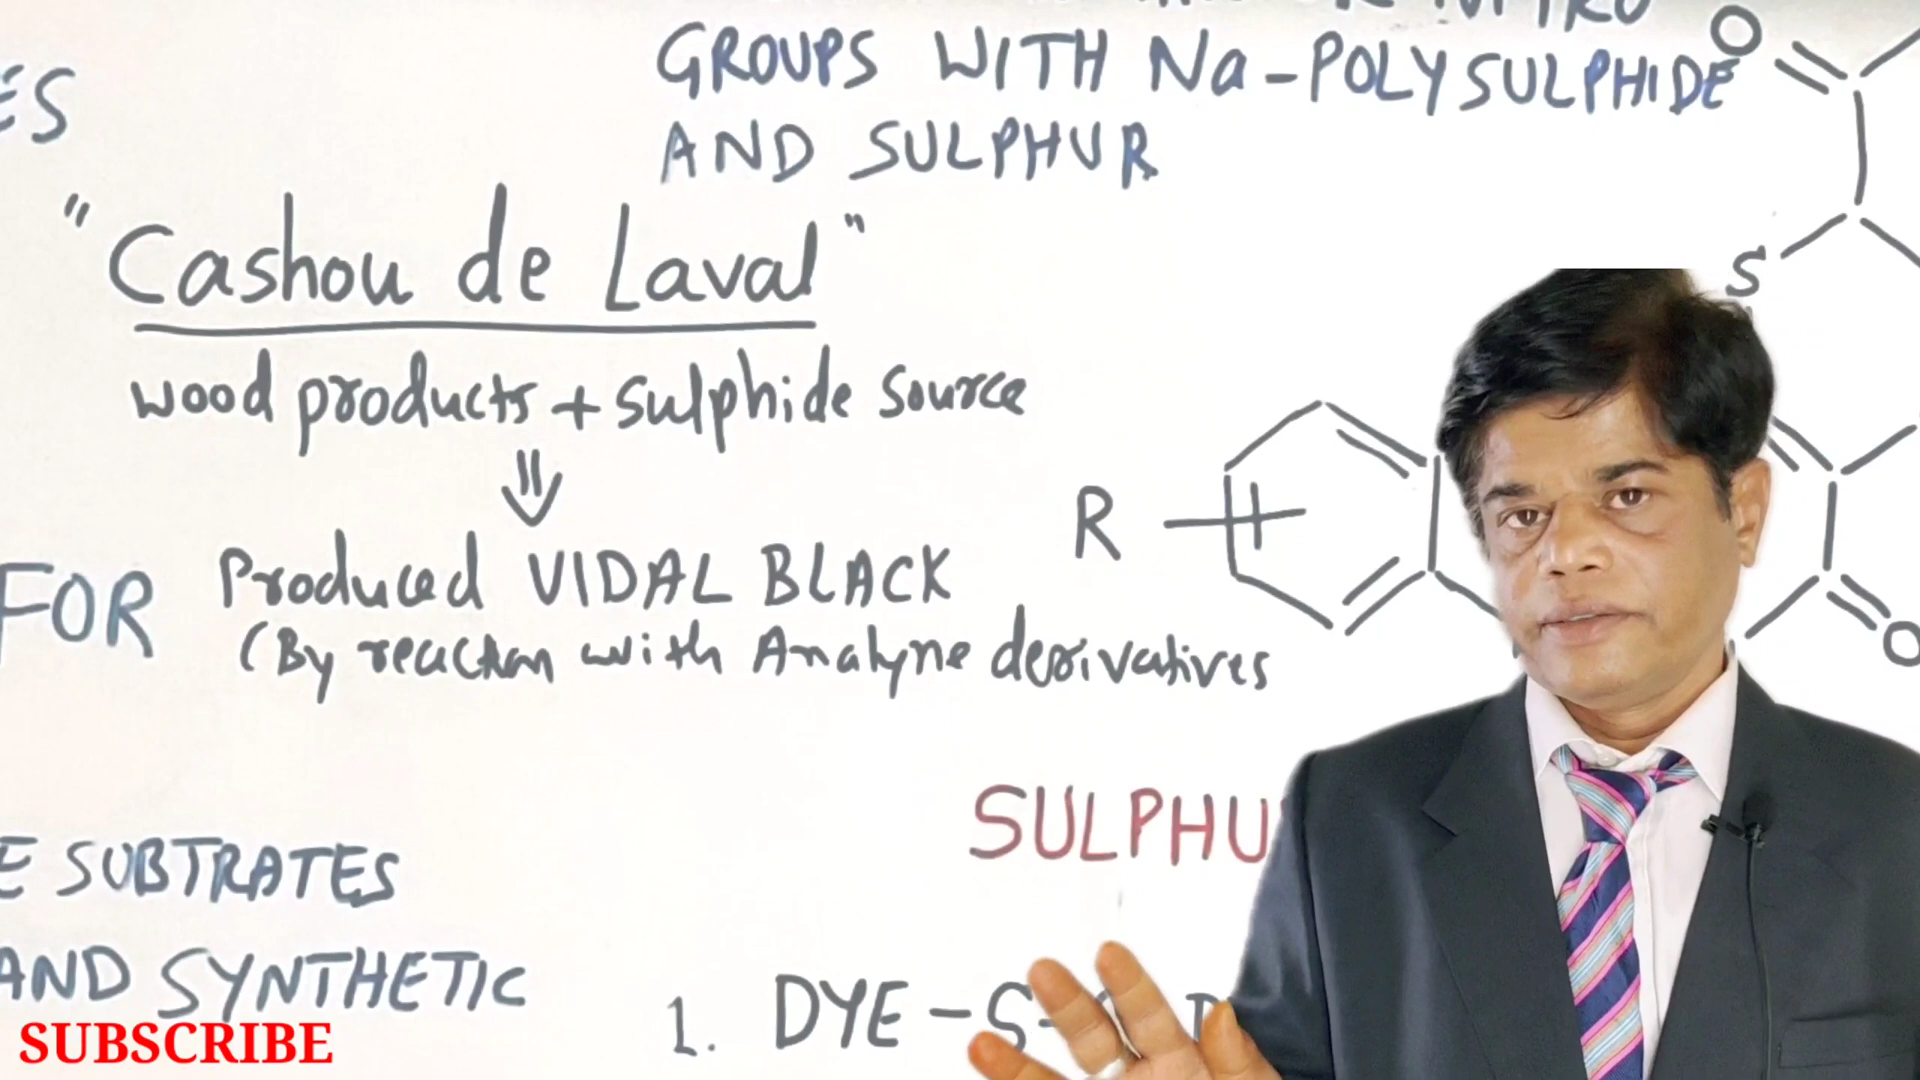 GROUPS WITH Na-POLYSULPHIDE
AND SULPHUR
ES
"Cashou de Laval"
wood products + sulphide source
⇓
FOR
Produced VIDAL BLACK
(By reaction with Analyne derivatives
R
O
S
O
SULPHU
E SUBTRATES
AND SYNTHETIC
1. DYE-S-
SUBSCRIBE